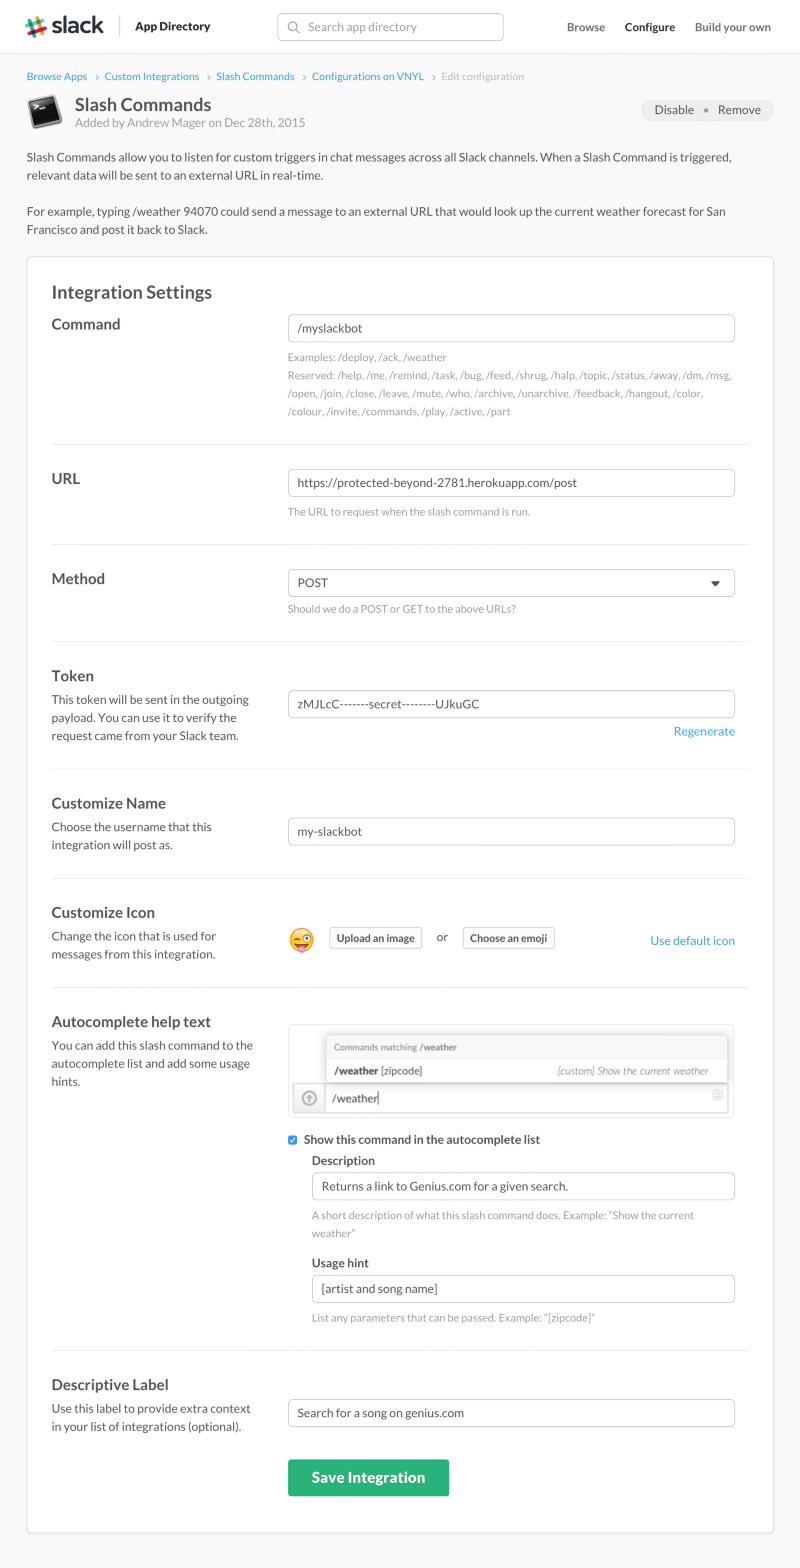 slack App Directory Search app directory Browse Configure Build your own
Browse Apps › Custom Integrations › Slash Commands › Configurations on VNYL › Edit configuration
Slash Commands
Added by Andrew Mager on Dec 28th, 2015
Disable • Remove
Slash Commands allow you to listen for custom triggers in chat messages across all Slack channels. When a Slash Command is triggered,
relevant data will be sent to an external URL in real-time.
For example, typing /weather 94070 could send a message to an external URL that would look up the current weather forecast for San
Francisco and post it back to Slack.
Integration Settings
Command
/myslackbot
Examples: /deploy, /ack, /weather
Reserved: /help, /me, /remind, /task, /bug, /feed, /shrug, /halp, /topic, /status, /away, /dm, /msg,
/open, /join, /close, /leave, /mute, /who, /archive, /unarchive, /feedback, /hangout, /color,
/colour, /invite, /commands, /play, /active, /part
URL
https://protected-beyond-2781.herokuapp.com/post
The URL to request when the slash command is run.
Method
POST
Should we do a POST or GET to the above URLs?
Token
This token will be sent in the outgoing
payload. You can use it to verify the
request came from your Slack team.
zMJLcC-------secret--------UJkuGC
Regenerate
Customize Name
Choose the username that this
integration will post as.
my-slackbot
Customize Icon
Change the icon that is used for
messages from this integration.
Upload an image or Choose an emoji Use default icon
Autocomplete help text
You can add this slash command to the
autocomplete list and add some usage
hints.
Commands matching /weather
/weather [zipcode] [custom] Show the current weather
/weather
Show this command in the autocomplete list
Description
Returns a link to Genius.com for a given search.
A short description of what this slash command does. Example: "Show the current
weather"
Usage hint
[artist and song name]
List any parameters that can be passed. Example: "[zipcode]"
Descriptive Label
Use this label to provide extra context
in your list of integrations (optional).
Search for a song on genius.com
Save Integration